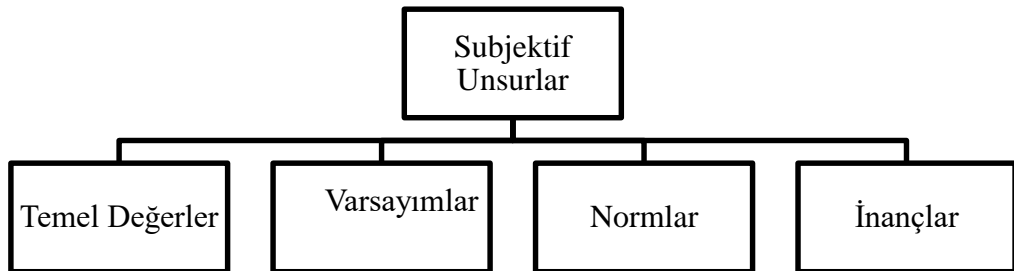 Subjektif
Unsurlar
Temel Değerler
Varsayımlar
Normlar
İnançlar